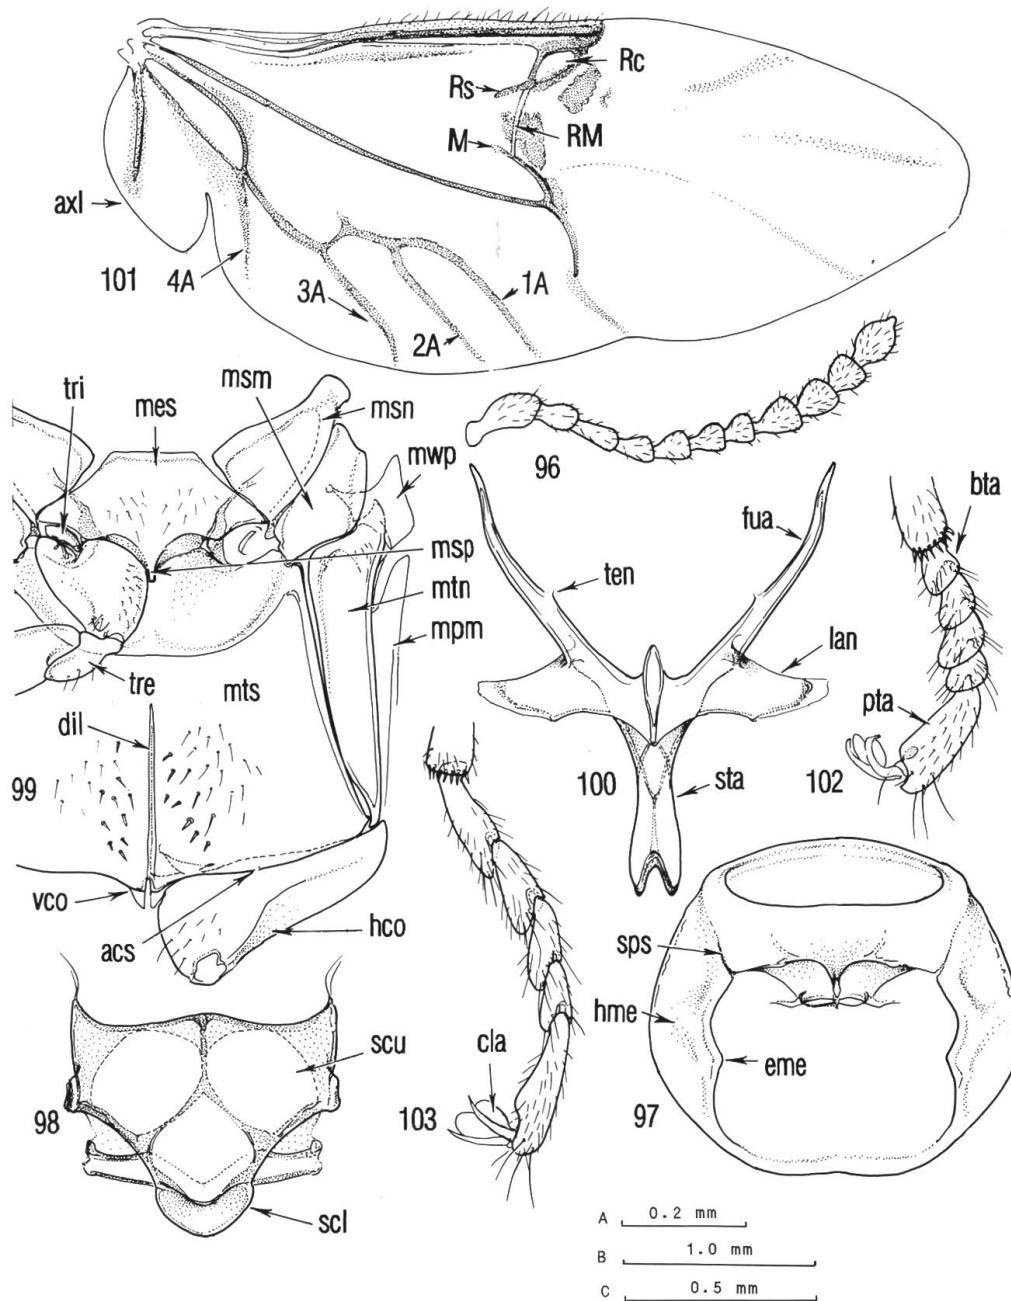 Rc
Rs
M
RM
axl
101
4A
3A
1A
2A
tri
mes
msm
msn
mwp
96
bta
fua
msp
ten
mtn
mpm
lan
tre
mts
dil
pta
99
100
sta
102
vco
acs
hco
sps
hme
scu
cla
eme
98
103
97
scl
A 0.2 mm
B 1.0 mm
C 0.5 mm